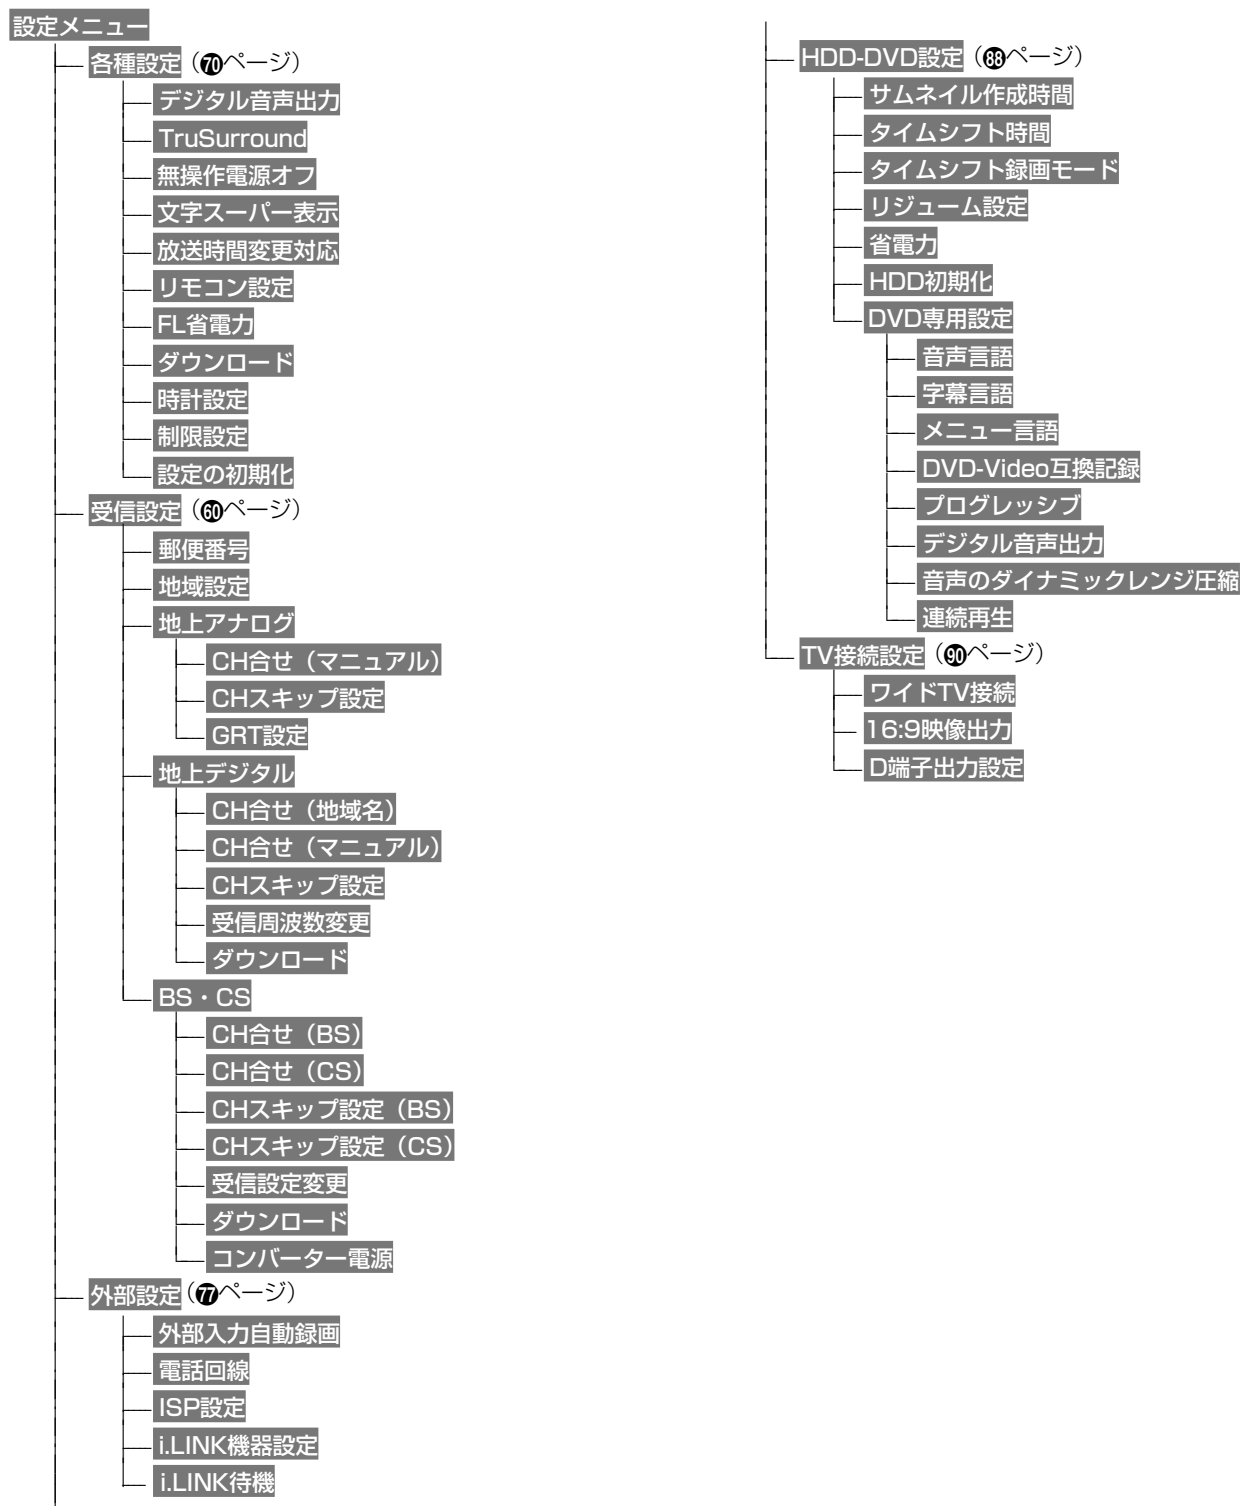 設定メニュー
各種設定（70ページ）
デジタル音声出力
TruSurround
無操作電源オフ
文字スーパー表示
放送時間変更対応
リモコン設定
FL省電力
ダウンロード
時計設定
制限設定
設定の初期化
受信設定（60ページ）
郵便番号
地域設定
地上アナログ
CH合せ（マニュアル）
CHスキップ設定
GRT設定
地上デジタル
CH合せ（地域名）
CH合せ（マニュアル）
CHスキップ設定
受信周波数変更
ダウンロード
BS・CS
CH合せ（BS）
CH合せ（CS）
CHスキップ設定（BS）
CHスキップ設定（CS）
受信設定変更
ダウンロード
コンバーター電源
外部設定（77ページ）
外部入力自動録画
電話回線
ISP設定
i.LINK機器設定
i.LINK待機
HDD-DVD設定（88ページ）
サムネイル作成時間
タイムシフト時間
タイムシフト録画モード
リジューム設定
省電力
HDD初期化
DVD専用設定
音声言語
字幕言語
メニュー言語
DVD-Video互換記録
プログレッシブ
デジタル音声出力
音声のダイナミックレンジ圧縮
連続再生
TV接続設定（90ページ）
ワイドTV接続
16:9映像出力
D端子出力設定